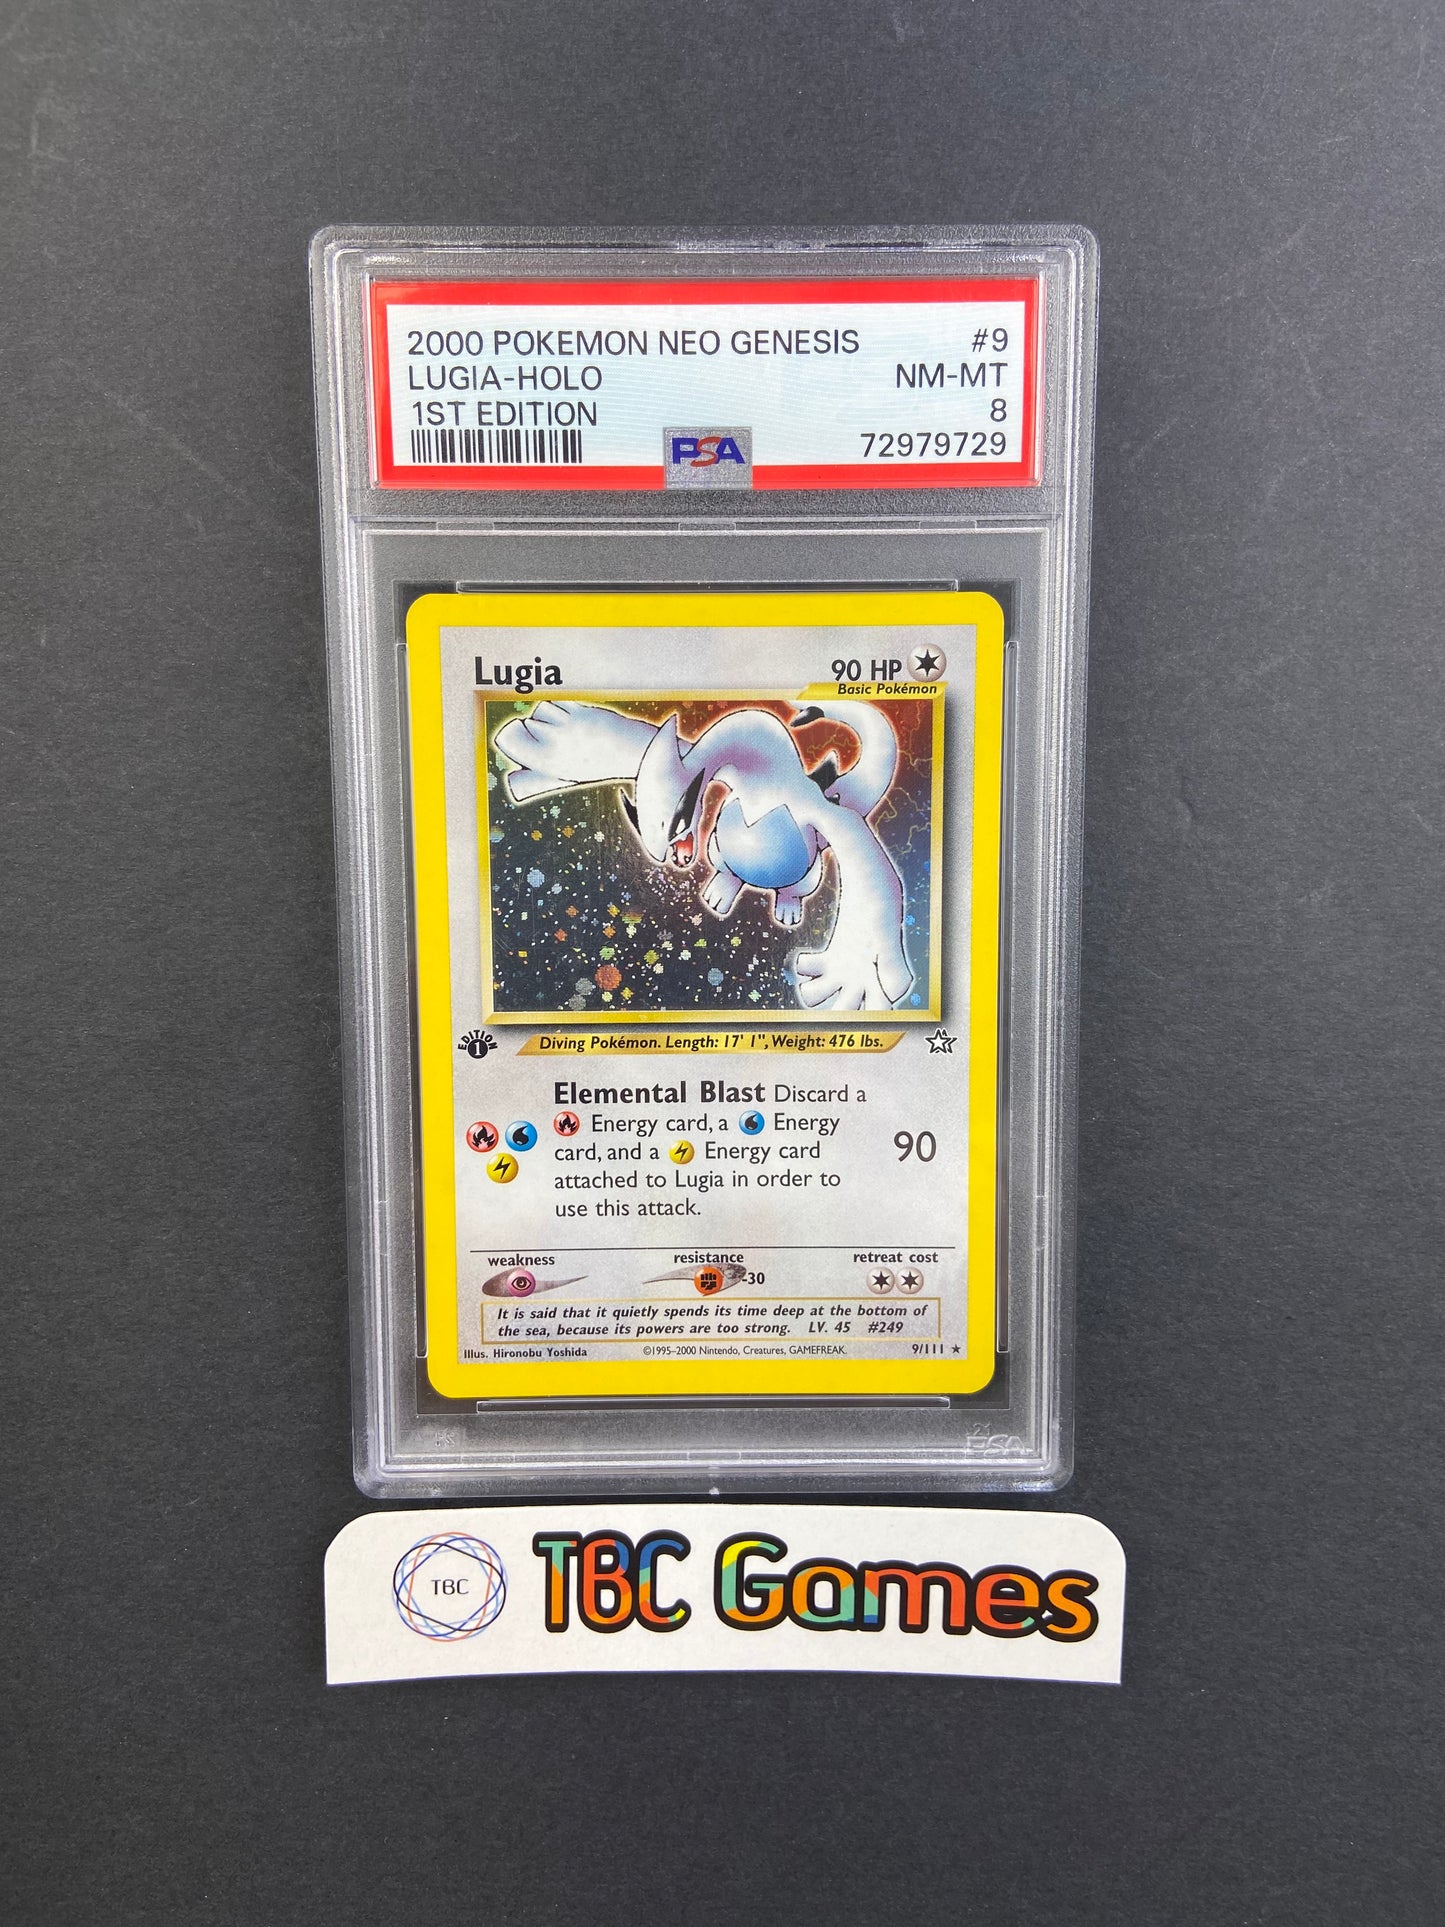 2000 POKEMON NEO GENESIS #9
LUGIA-HOLO NM-MT
1ST EDITION 8
72979729
PSA
Lugia 90 HP
Basic Pokémon
EDITION
1
Diving Pokémon. Length: 17' 1", Weight: 476 lbs.
Elemental Blast Discard a
Energy card, a Energy
card, and a Energy card
attached to Lugia in order to
use this attack.
90
weakness resistance retreat cost
-30
It is said that it quietly spends its time deep at the bottom of
the sea, because its powers are too strong. LV. 45 #249
Illus. Hironobu Yoshida ©1995–2000 Nintendo, Creatures, GAMEFREAK. 9/111 ★
21
PSA
TBC
TBC Games